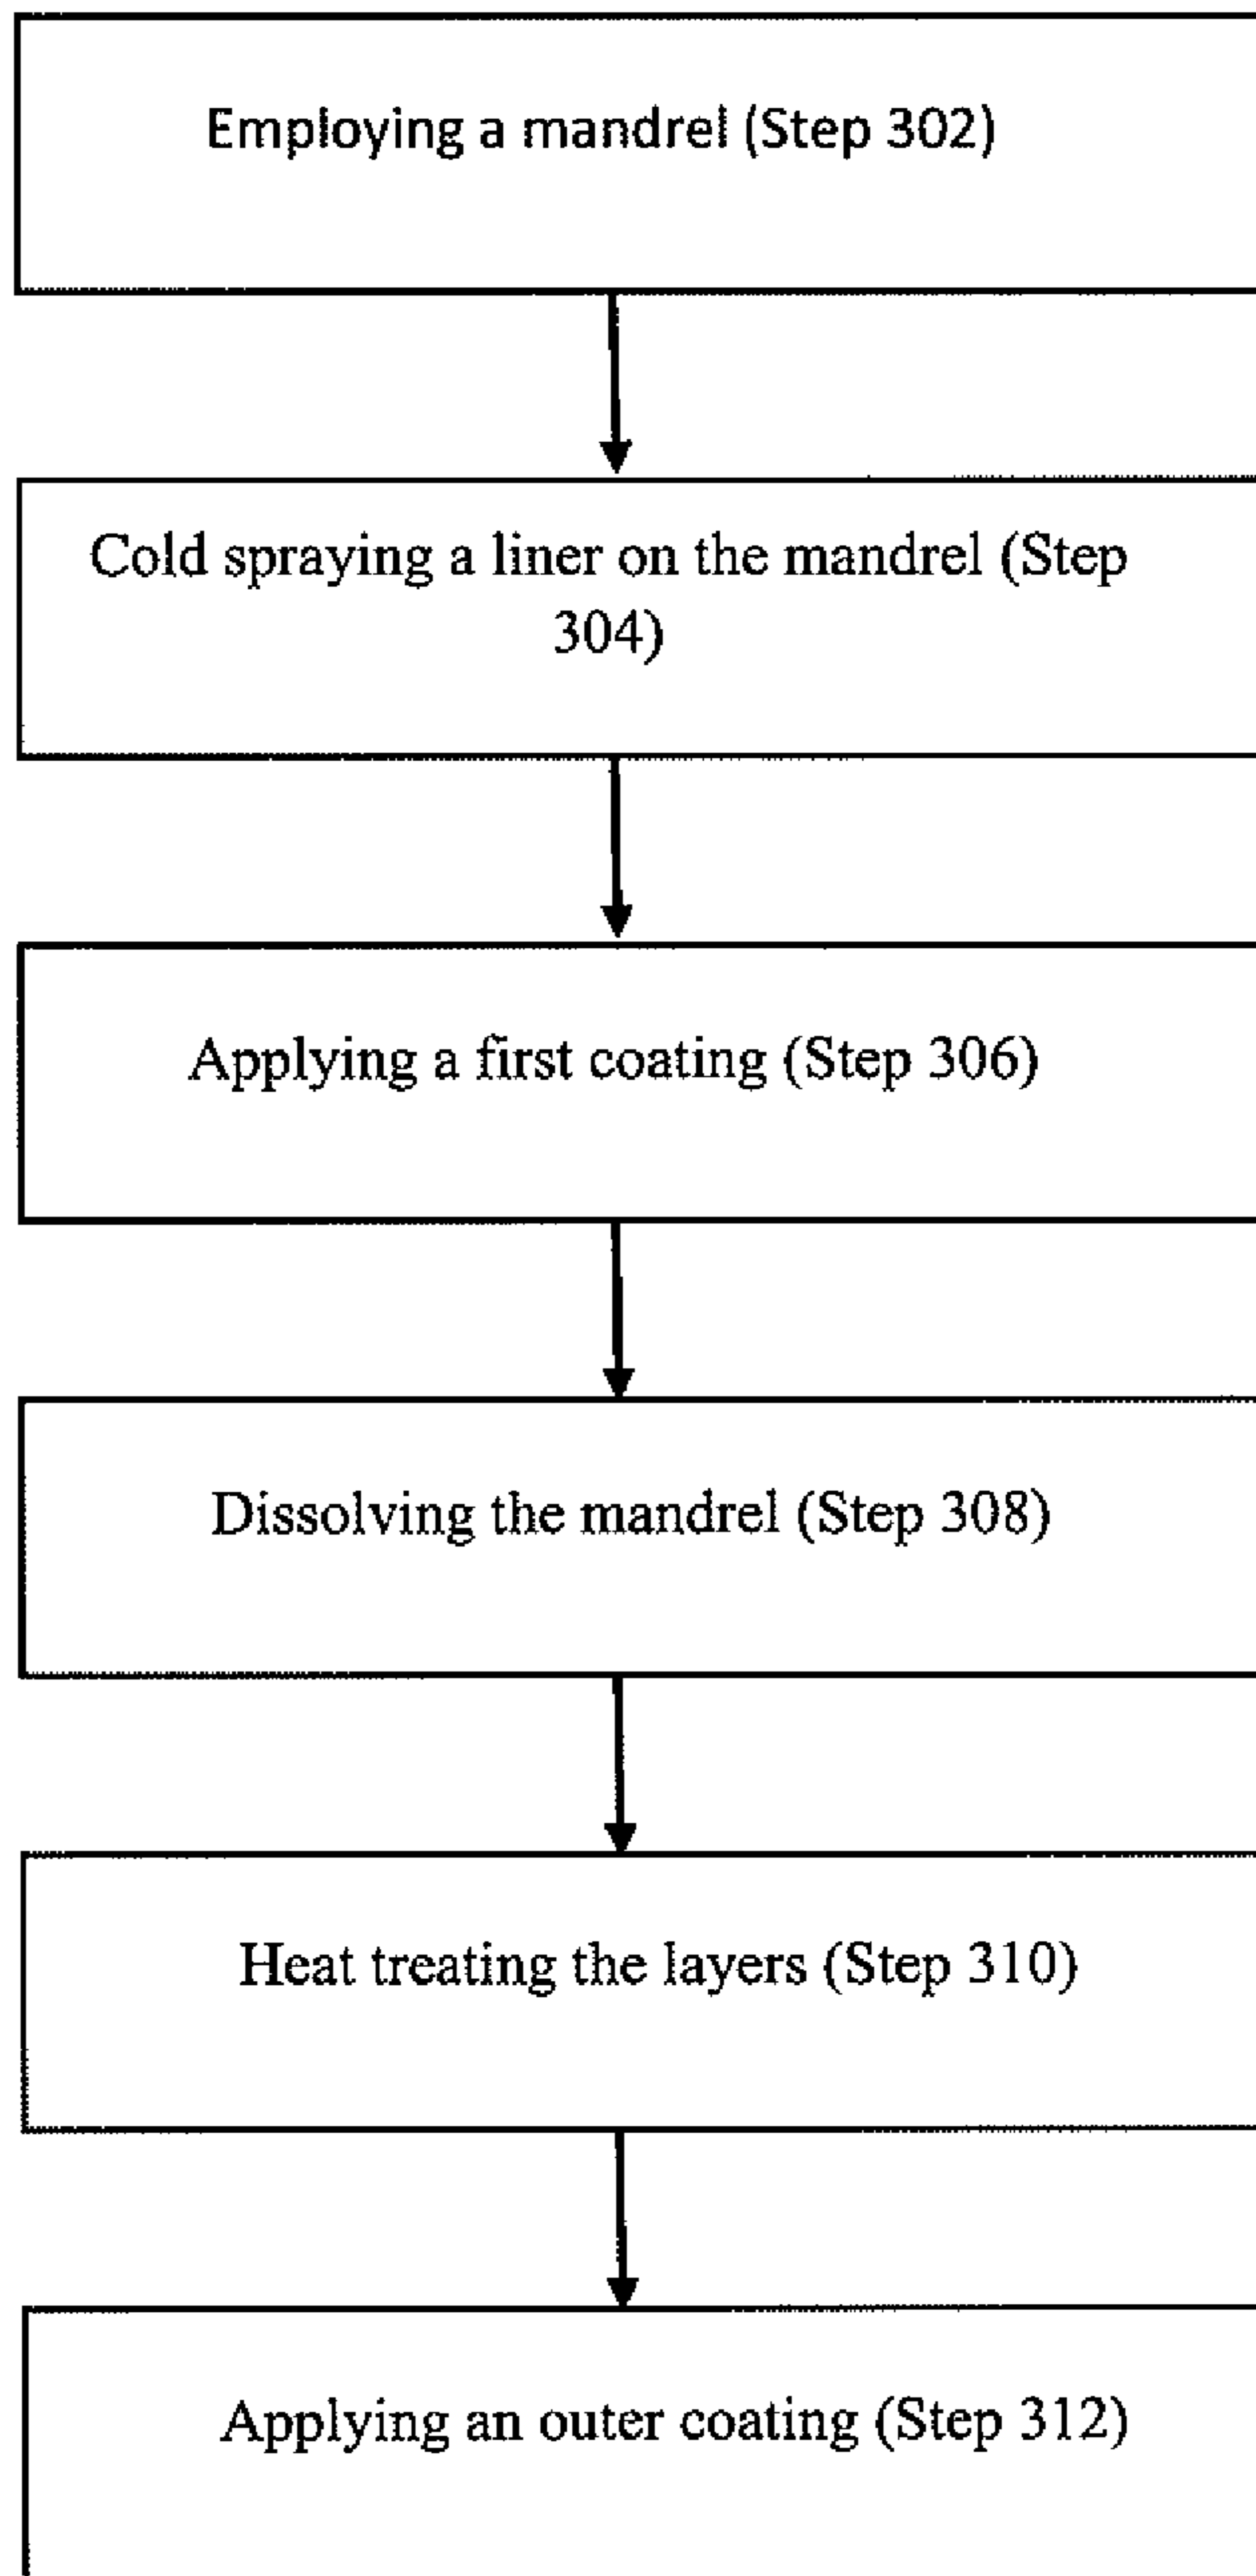 Employing a mandrel (Step 302)
Cold spraying a liner on the mandrel (Step
304)
Applying a first coating (Step 306)
Dissolving the mandrel (Step 308)
Heat treating the layers (Step 310)
Applying an outer coating (Step 312)